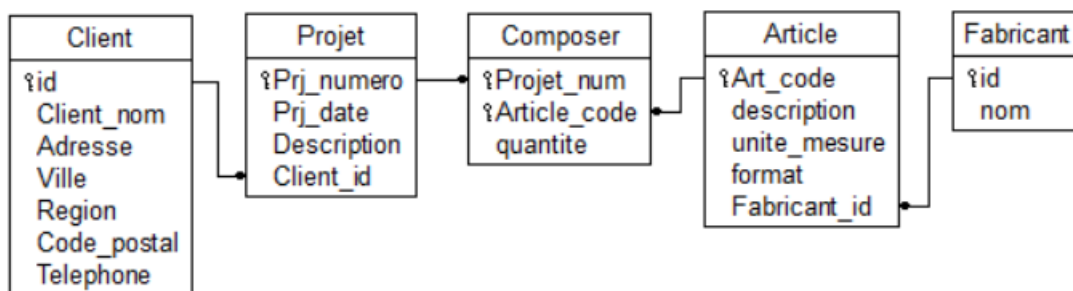 Client
id
Client_nom
Adresse
Ville
Region
Code_postal
Telephone
Projet
Prj_numero
Prj_date
Description
Client_id
Composer
Projet_num
Article_code
quantite
Article
Art_code
description
unite_mesure
format
Fabricant_id
Fabricant
id
nom